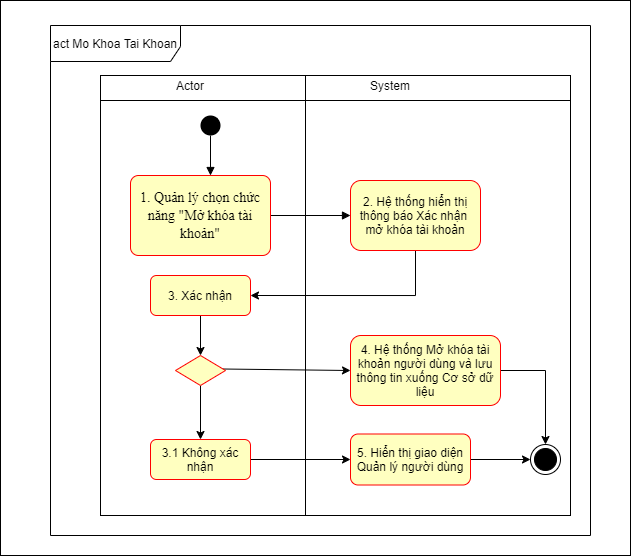 act Mo Khoa Tai Khoan
Actor
System
1. Quản lý chọn chức
năng "Mở khóa tài
khoản"
2. Hệ thống hiển thị
thông báo Xác nhận
mở khóa tài khoản
3. Xác nhận
4. Hệ thống Mở khóa tài
khoản người dùng và lưu
thông tin xuống Cơ sở dữ
liệu
3.1 Không xác
nhận
5. Hiển thị giao diện
Quản lý người dùng